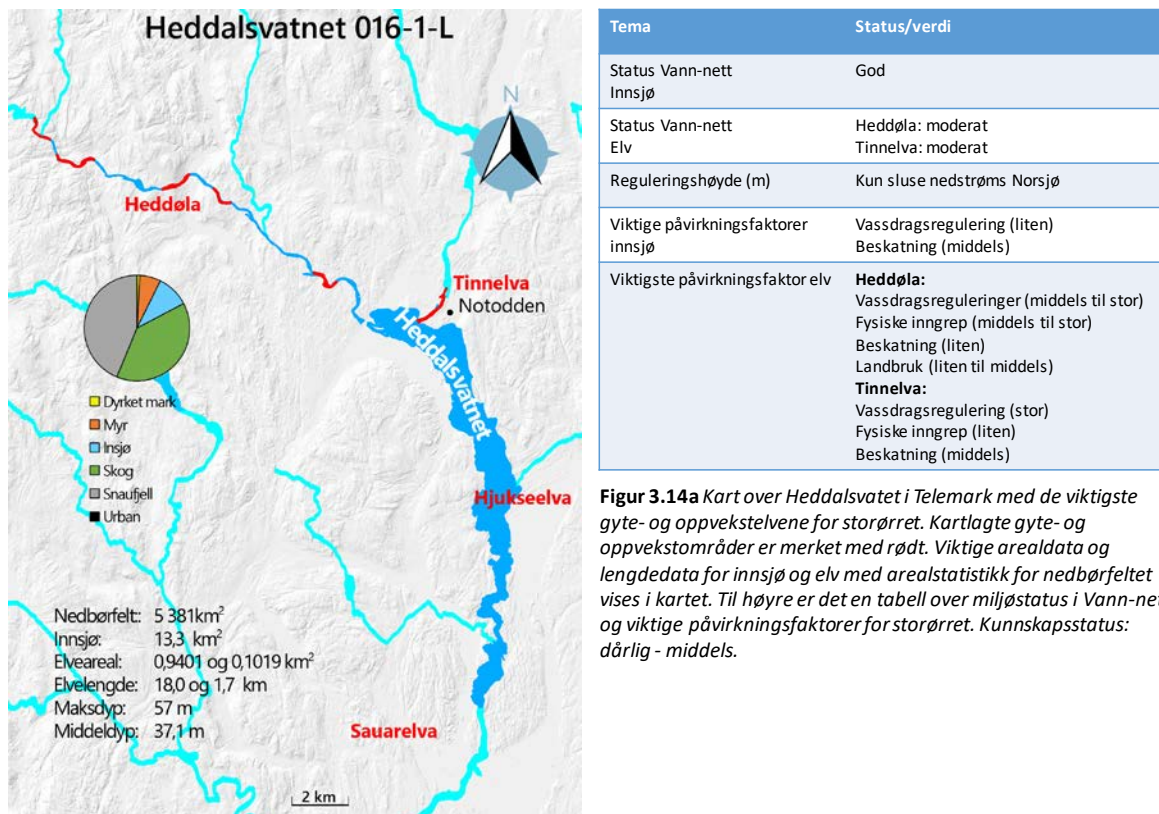 Heddalsvatnet 016-1-L
N
Heddøla
Tinnelva
Notodden
Heddalsvatnet
Dyrket mark
Myr
Insjø
Skog
Snaufjell
Urban
Hjukseelva
Nedbørfelt: 5 381km²
Innsjø: 13,3 km²
Elveareal: 0,9401 og 0,1019 km²
Elvelengde: 18,0 og 1,7 km
Maksdyp: 57 m
Middeldyp: 37,1 m
Sauarelva
2 km
Tema Status/verdi
Status Vann-nett God
Innsjø
Status Vann-nett Heddøla: moderat
Elv Tinnelva: moderat
Reguleringshøyde (m) Kun sluse nedstrøms Norsjø
Viktige påvirkningsfaktorer Vassdragsregulering (liten)
innsjø Beskatning (middels)
Viktigste påvirkningsfaktor elv Heddøla:
Vassdragsreguleringer (middels til stor)
Fysiske inngrep (middels til stor)
Beskatning (liten)
Landbruk (liten til middels)
Tinnelva:
Vassdragsregulering (stor)
Fysiske inngrep (liten)
Beskatning (middels)
Figur 3.14a Kart over Heddalsvatet i Telemark med de viktigste
gyte- og oppvekstelvene for storørret. Kartlagte gyte- og
oppvekstområder er merket med rødt. Viktige arealdata og
lengdedata for innsjø og elv med arealstatistikk for nedbørfeltet
vises i kartet. Til høyre er det en tabell over miljøstatus i Vann-net
og viktige påvirkningsfaktorer for storørret. Kunnskapsstatus:
dårlig - middels.